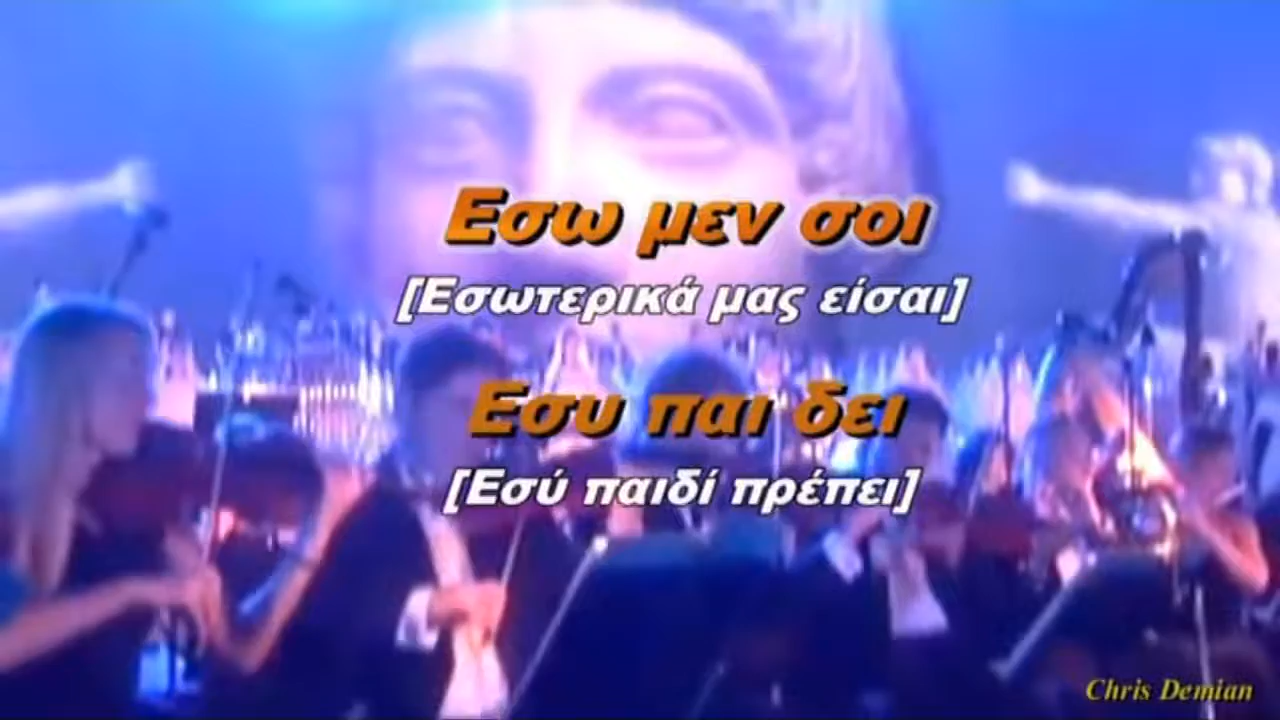 Εσω μεν σοι
[Εσωτερικά μας είσαι]
Εσυ παι δει
[Εσύ παιδί πρέπει]
Chris Demian